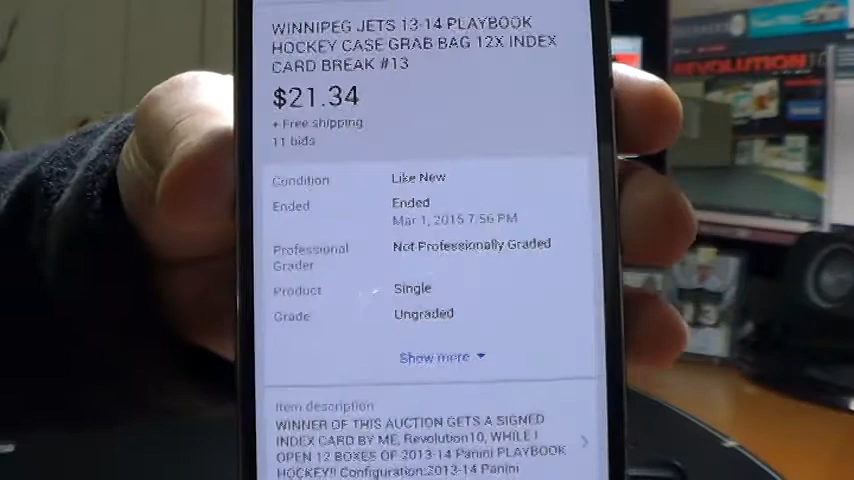 WINNIPEG JETS 13-14 PLAYBOOK
HOCKEY CASE GRAB BAG 12X INDEX
CARD BREAK #13
$21.34
+ Free shipping
11 bids
Condition Like New
Ended Ended
Mar 1, 2015 7:56 PM
Professional Not Professionally Graded
Grader
Product Single
Grade Ungraded
Show more
Item description
WINNER OF THIS AUCTION GETS A SIGNED
INDEX CARD BY ME, Revolution10, WHILE I
OPEN 12 BOXES OF 2013-14 Panini PLAYBOOK
HOCKEY!! Configuration:2013-14 Panini
REVOLUTION